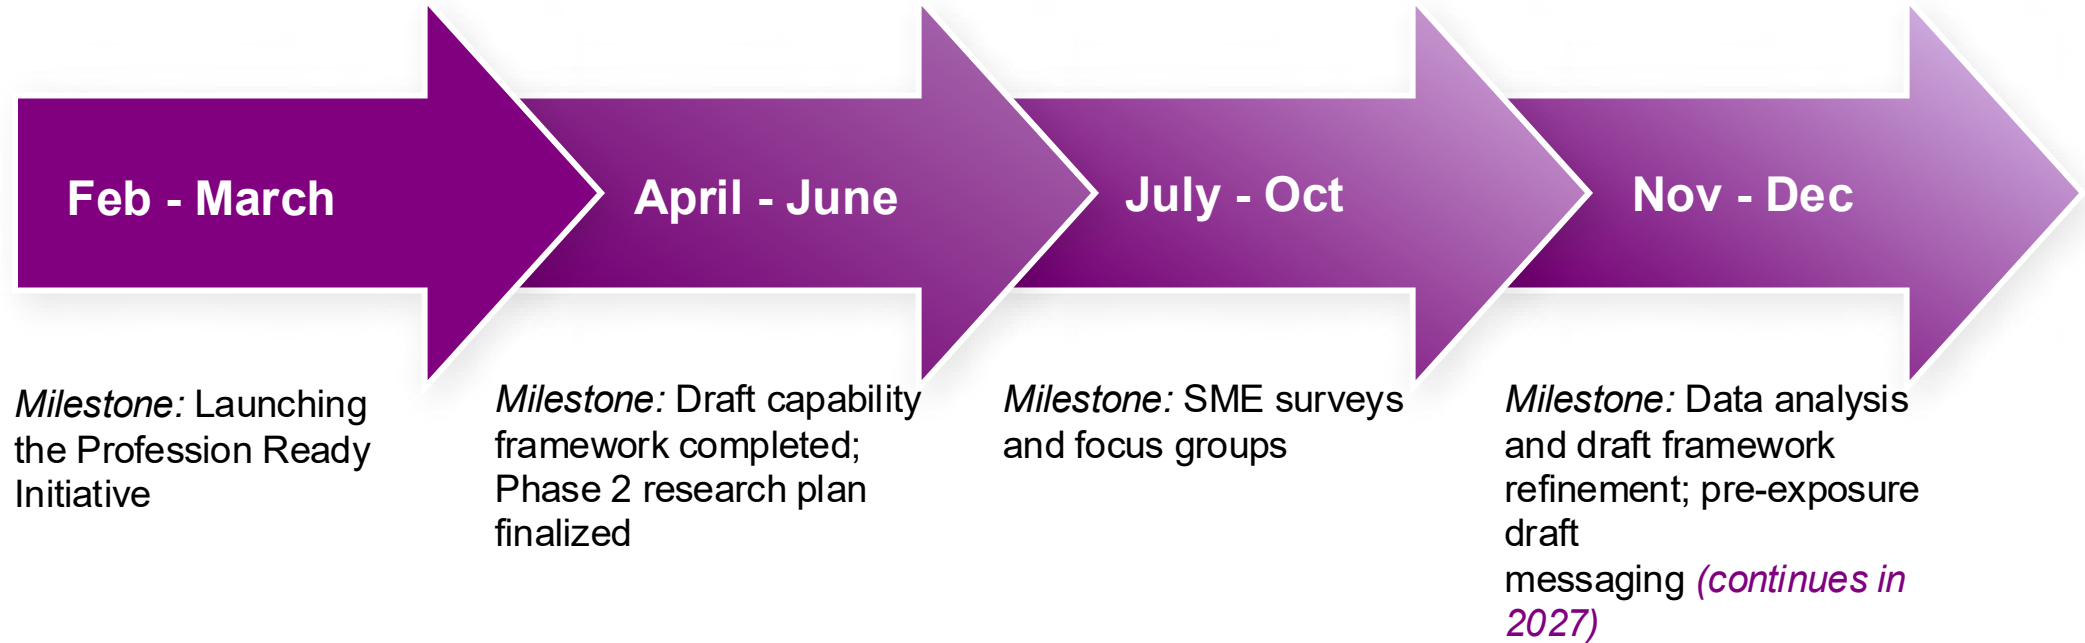 Feb - March
April - June
July - Oct
Nov - Dec
Milestone: Launching
the Profession Ready
Initiative
Milestone: Draft capability
framework completed;
Phase 2 research plan
finalized
Milestone: SME surveys
and focus groups
Milestone: Data analysis
and draft framework
refinement; pre-exposure
draft
messaging (continues in
2027)